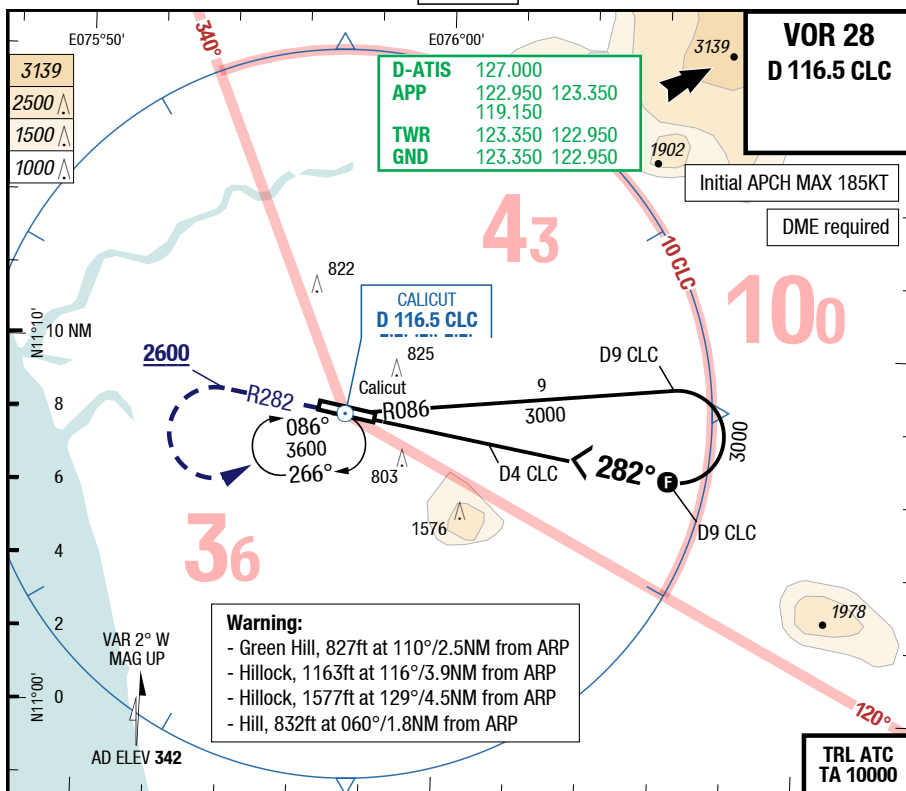 E075°50'
E076°00'
340°
3139
2500
1500
1000
D-ATIS 127.000
APP 122.950 123.350
119.150
TWR 123.350 122.950
GND 123.350 122.950
3139
1902
VOR 28
D 116.5 CLC
Initial APCH MAX 185KT
DME required
43
10 CLC
100
822
CALICUT
D 116.5 CLC
825
Calicut
N11°10'
10 NM
8
6
4
2
0
N11°00'
2600
R282
R086
9
3000
D9 CLC
3000
086°
3600
266°
803
D4 CLC
282°
F
D9 CLC
1576
36
1978
120°
VAR 2° W
MAG UP
AD ELEV 342
Warning:
- Green Hill, 827ft at 110°/2.5NM from ARP
- Hillock, 1163ft at 116°/3.9NM from ARP
- Hillock, 1577ft at 129°/4.5NM from ARP
- Hill, 832ft at 060°/1.8NM from ARP
TRL ATC
TA 10000